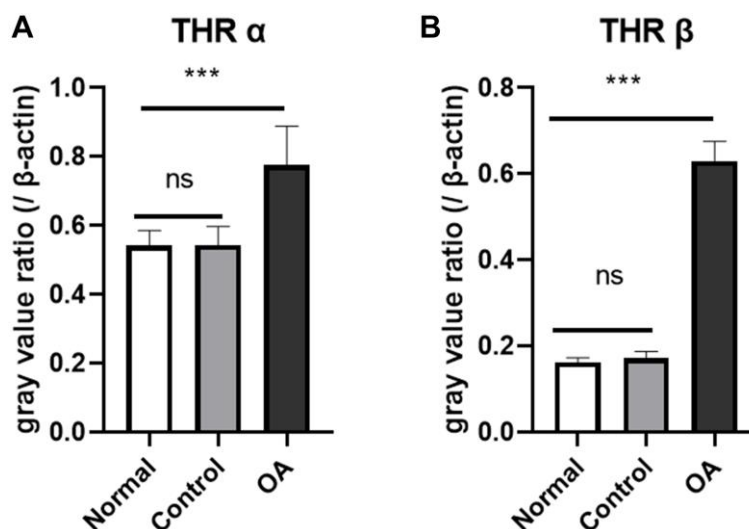 A
THR α
gray value ratio (/ β-actin)
1.0
0.8
0.6
0.4
0.2
0.0
***
ns
Normal
Control
OA
B
THR β
gray value ratio (/ β-actin)
0.8
0.6
0.4
0.2
0.0
***
ns
Normal
Control
OA